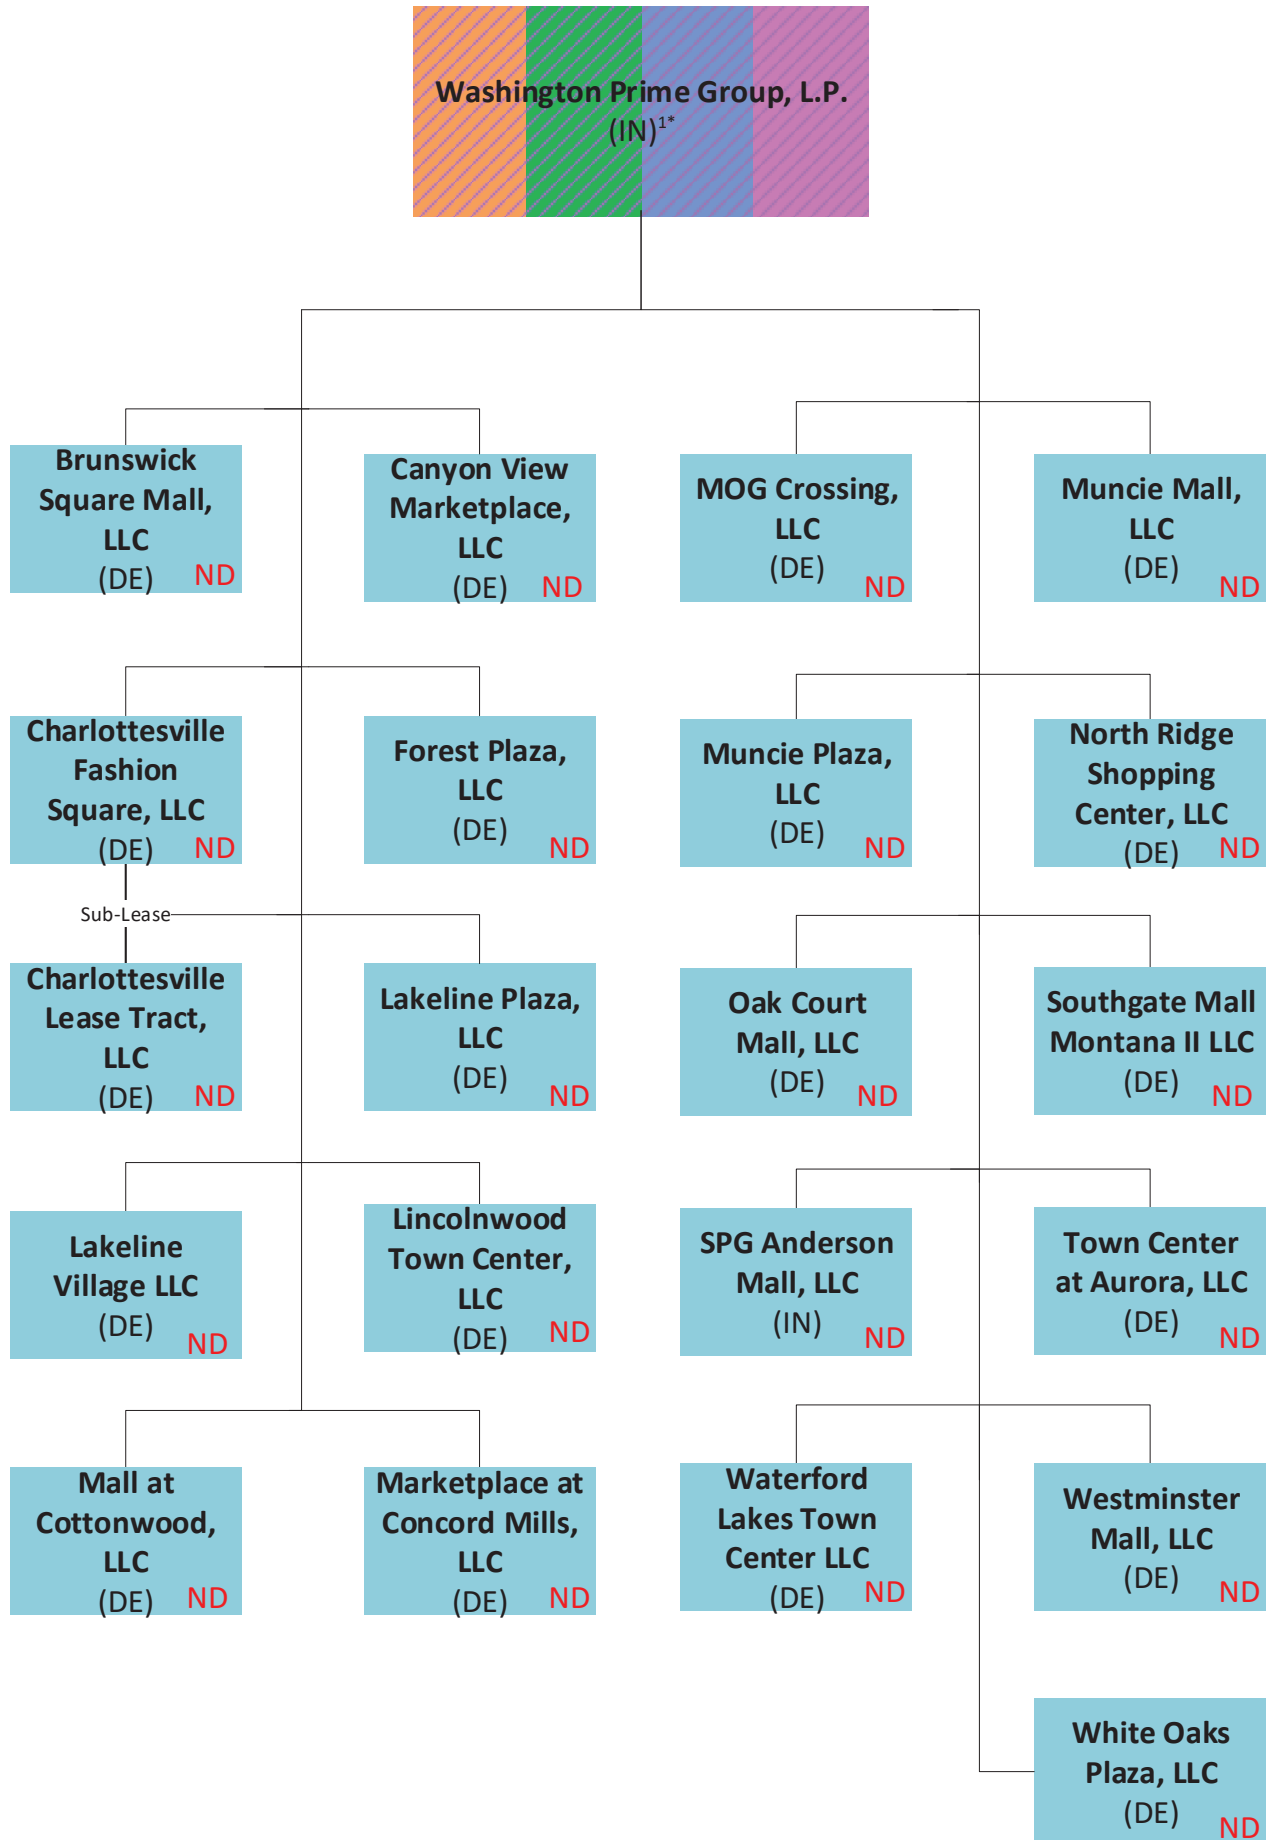 Washington Prime Group, L.P.
(IN)1*
Brunswick
Square Mall,
LLC
(DE)
ND
Canyon View
Marketplace,
LLC
(DE)
ND
MOG Crossing,
LLC
(DE)
ND
Muncie Mall,
LLC
(DE)
ND
Charlottesville
Fashion
Square, LLC
(DE)
ND
Forest Plaza,
LLC
(DE)
ND
Muncie Plaza,
LLC
(DE)
ND
North Ridge
Shopping
Center, LLC
(DE)
ND
Sub-Lease
Charlottesville
Lease Tract,
LLC
(DE)
ND
Lakeline Plaza,
LLC
(DE)
ND
Oak Court
Mall, LLC
(DE)
ND
Southgate Mall
Montana II LLC
(DE)
ND
Lakeline
Village LLC
(DE)
ND
Lincolnwood
Town Center,
LLC
(DE)
ND
SPG Anderson
Mall, LLC
(IN)
ND
Town Center
at Aurora, LLC
(DE)
ND
Mall at
Cottonwood,
LLC
(DE)
ND
Marketplace at
Concord Mills,
LLC
(DE)
ND
Waterford
Lakes Town
Center LLC
(DE)
ND
Westminster
Mall, LLC
(DE)
ND
White Oaks
Plaza, LLC
(DE)
ND